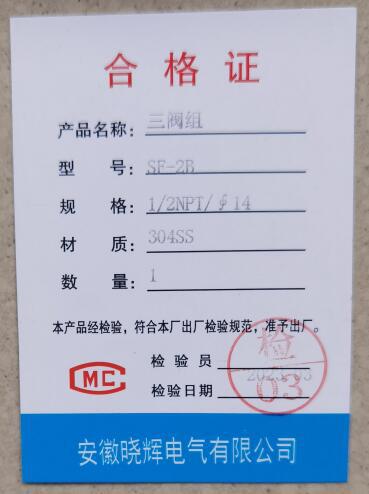 合格证
产品名称：三阀组
型 号：SF-2B
规 格：1/2NPT/∮14
材 质：304SS
数 量：1
本产品经检验，符合本厂出厂检验规范，准予出厂。
CMC
检 验 员
检
检验日期
03
安徽晓辉电气有限公司